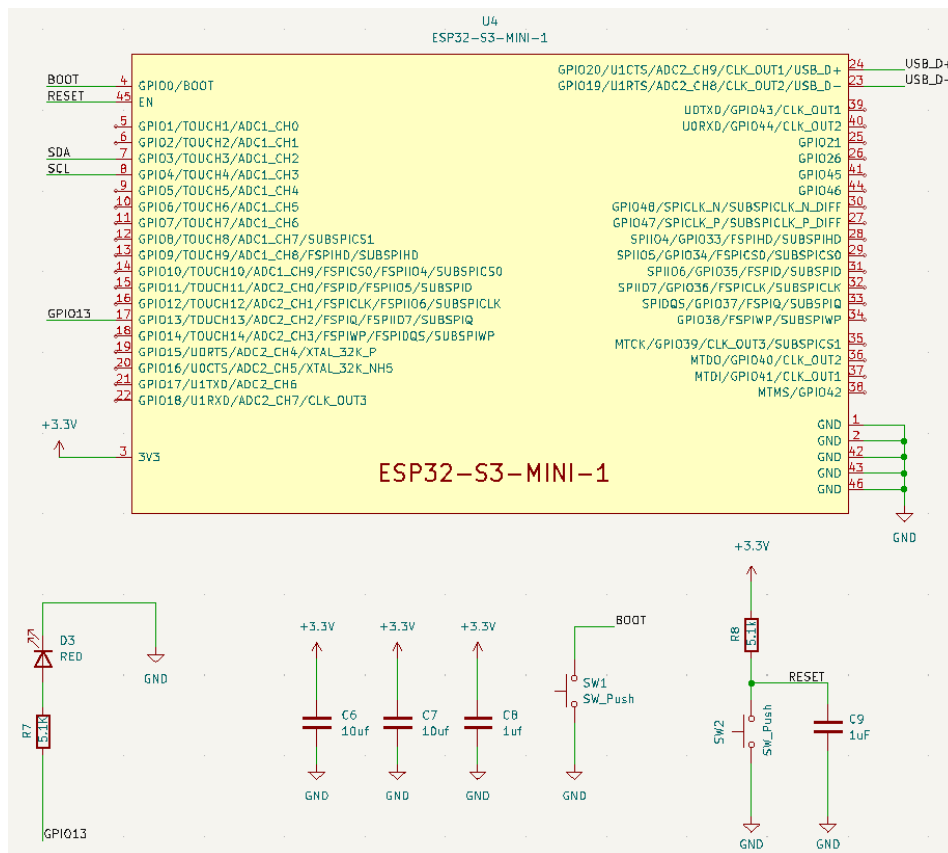 U4
ESP32-S3-MINI-1
BOOT 4 GPIO0/BOOT
RESET 45 EN
5 GPIO1/TOUCH1/ADC1_CH0
6 GPIO2/TOUCH2/ADC1_CH1
SDA 7 GPIO3/TOUCH3/ADC1_CH2
SCL 8 GPIO4/TOUCH4/ADC1_CH3
9 GPIO5/TOUCH5/ADC1_CH4
10 GPIO6/TOUCH6/ADC1_CH5
11 GPIO7/TOUCH7/ADC1_CH6
12 GPIO8/TOUCH8/ADC1_CH7/SUBSPICS1
13 GPIO9/TOUCH9/ADC1_CH8/FSPIHD/SUBSPIHD
14 GPIO10/TOUCH10/ADC1_CH9/FSPICS0/FSPIIO4/SUBSPICS0
15 GPIO11/TOUCH11/ADC2_CH0/FSPID/FSPIIO5/SUBSPID
16 GPIO12/TOUCH12/ADC2_CH1/FSPICLK/FSPIIO6/SUBSPICLK
GPIO13 17 GPIO13/TOUCH13/ADC2_CH2/FSPIQ/FSPIID7/SUBSPIQ
18 GPIO14/TOUCH14/ADC2_CH3/FSPIWP/FSPIDQS/SUBSPIWP
19 GPIO15/U0RTS/ADC2_CH4/XTAL_32K_P
20 GPIO16/U0CTS/ADC2_CH5/XTAL_32K_NH5
21 GPIO17/U1TXD/ADC2_CH6
22 GPIO18/U1RXD/ADC2_CH7/CLK_OUT3
+3.3V
3 3V3
GPIO20/U1CTS/ADC2_CH9/CLK_OUT1/USB_D+ 24 USB_D+
GPIO19/U1RTS/ADC2_CH8/CLK_OUT2/USB_D- 23 USB_D-
UDTXD/GPIO43/CLK_OUT1 39
U0RXD/GPIO44/CLK_OUT2 40
GPIO21 25
GPIO26 26
GPIO45 41
GPIO46 44
GPIO48/SPICLK_N/SUBSPICLK_N_DIFF 30
GPIO47/SPICLK_P/SUBSPICLK_P_DIFF 27
SPIIO4/GPIO33/FSPIHD/SUBSPIHD 28
SPIIO5/GPIO34/FSPICS0/SUBSPICS0 29
SPIIO6/GPIO35/FSPID/SUBSPID 31
SPIID7/GPIO36/FSPICLK/SUBSPICLK 32
SPIDQS/GPIO37/FSPIQ/SUBSPIQ 33
GPIO38/FSPIWP/SUBSPIWP 34
MTCK/GPIO39/CLK_OUT3/SUBSPICS1 35
MTDO/GPIO40/CLK_OUT2 36
MTDI/GPIO41/CLK_OUT1 37
MTMS/GPIO42 38
GND 1
GND 2
GND 42
GND 43
GND 46
ESP32-S3-MINI-1
GND
D3
RED
GND
R7
5.1K
GPIO13
+3.3V
C6
10uf
GND
+3.3V
C7
10uf
GND
+3.3V
C8
1uf
GND
BOOT
SW1
SW_Push
GND
+3.3V
R8
5.1k
RESET
SW2
SW_Push
GND
C9
1uF
GND